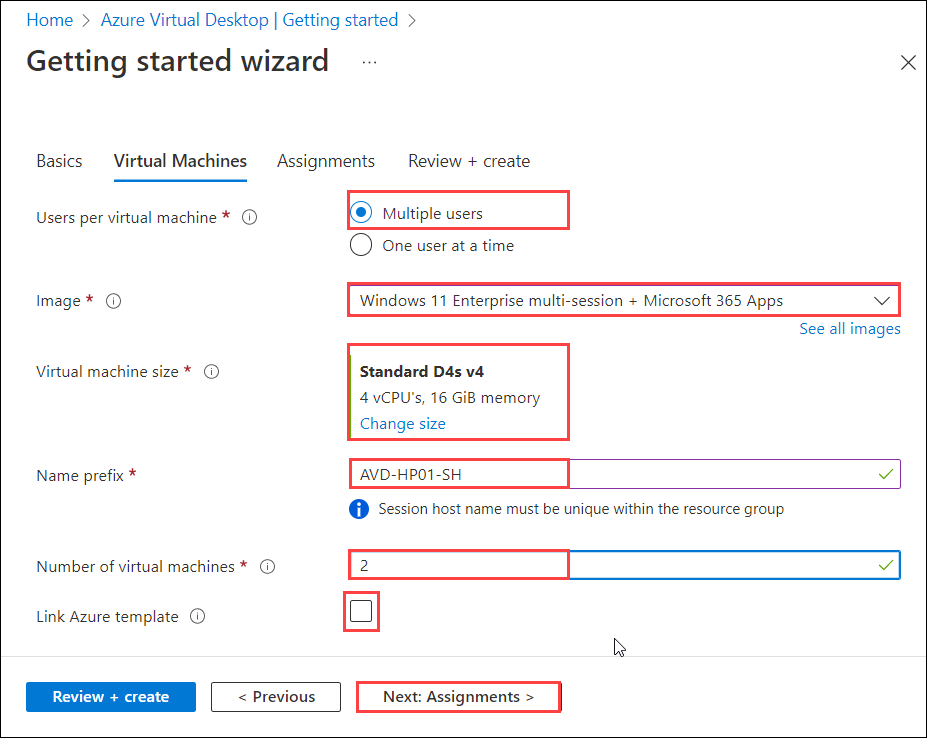 Home > Azure Virtual Desktop | Getting started >
Getting started wizard ...
Basics Virtual Machines Assignments Review + create
Users per virtual machine *
Multiple users
One user at a time
Image *
Windows 11 Enterprise multi-session + Microsoft 365 Apps
See all images
Virtual machine size *
Standard D4s v4
4 vCPU's, 16 GiB memory
Change size
Name prefix *
AVD-HP01-SH
Session host name must be unique within the resource group
Number of virtual machines *
2
Link Azure template
Review + create
< Previous
Next: Assignments >